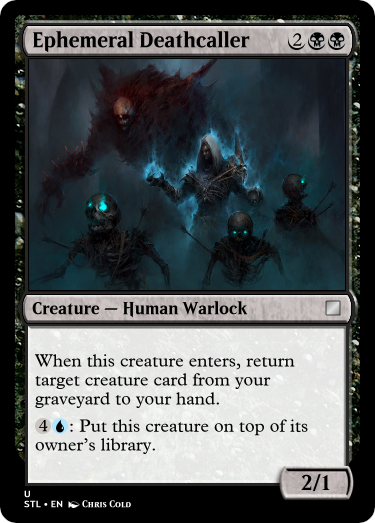 Ephemeral Deathcaller 2
Creature — Human Warlock
When this creature enters, return
target creature card from your
graveyard to your hand.
4 : Put this creature on top of its
owner's library.
2/1
U
STL • EN Chris Cold